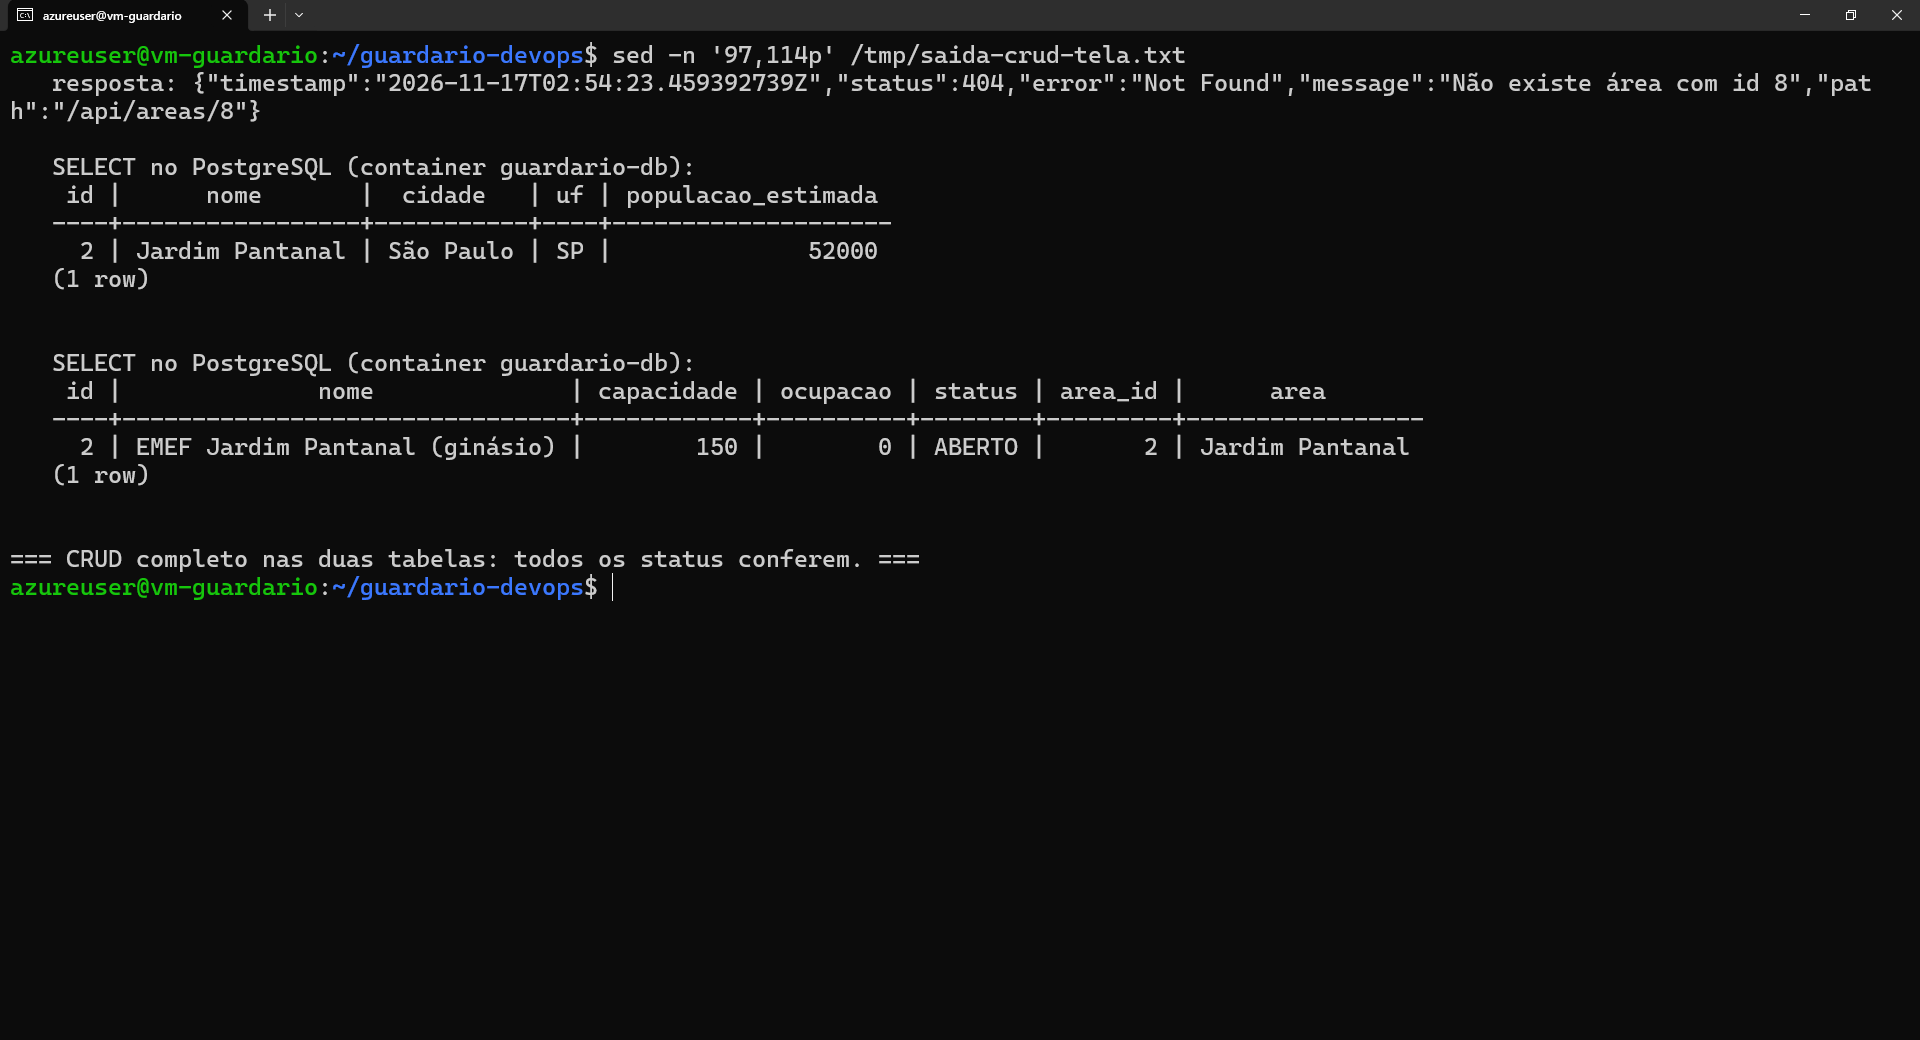 azureuser@vm-guardario
azureuser@vm-guardario:~/guardario-devops$ sed -n '97,114p' /tmp/saida-crud-tela.txt
   resposta: {"timestamp":"2026-11-17T02:54:23.459392739Z","status":404,"error":"Not Found","message":"Não existe área com id 8","pat
h":"/api/areas/8"}
   SELECT no PostgreSQL (container guardario-db):
    id |      nome       |  cidade   | uf | populacao_estimada
   ----+-----------------+-----------+----+--------------------
     2 | Jardim Pantanal | São Paulo | SP |              52000
   (1 row)
   SELECT no PostgreSQL (container guardario-db):
    id |              nome              | capacidade | ocupacao | status | area_id |      area
   ----+--------------------------------+------------+----------+--------+---------+-----------------
     2 | EMEF Jardim Pantanal (ginásio) |        150 |        0 | ABERTO |       2 | Jardim Pantanal
   (1 row)
=== CRUD completo nas duas tabelas: todos os status conferem. ===
azureuser@vm-guardario:~/guardario-devops$